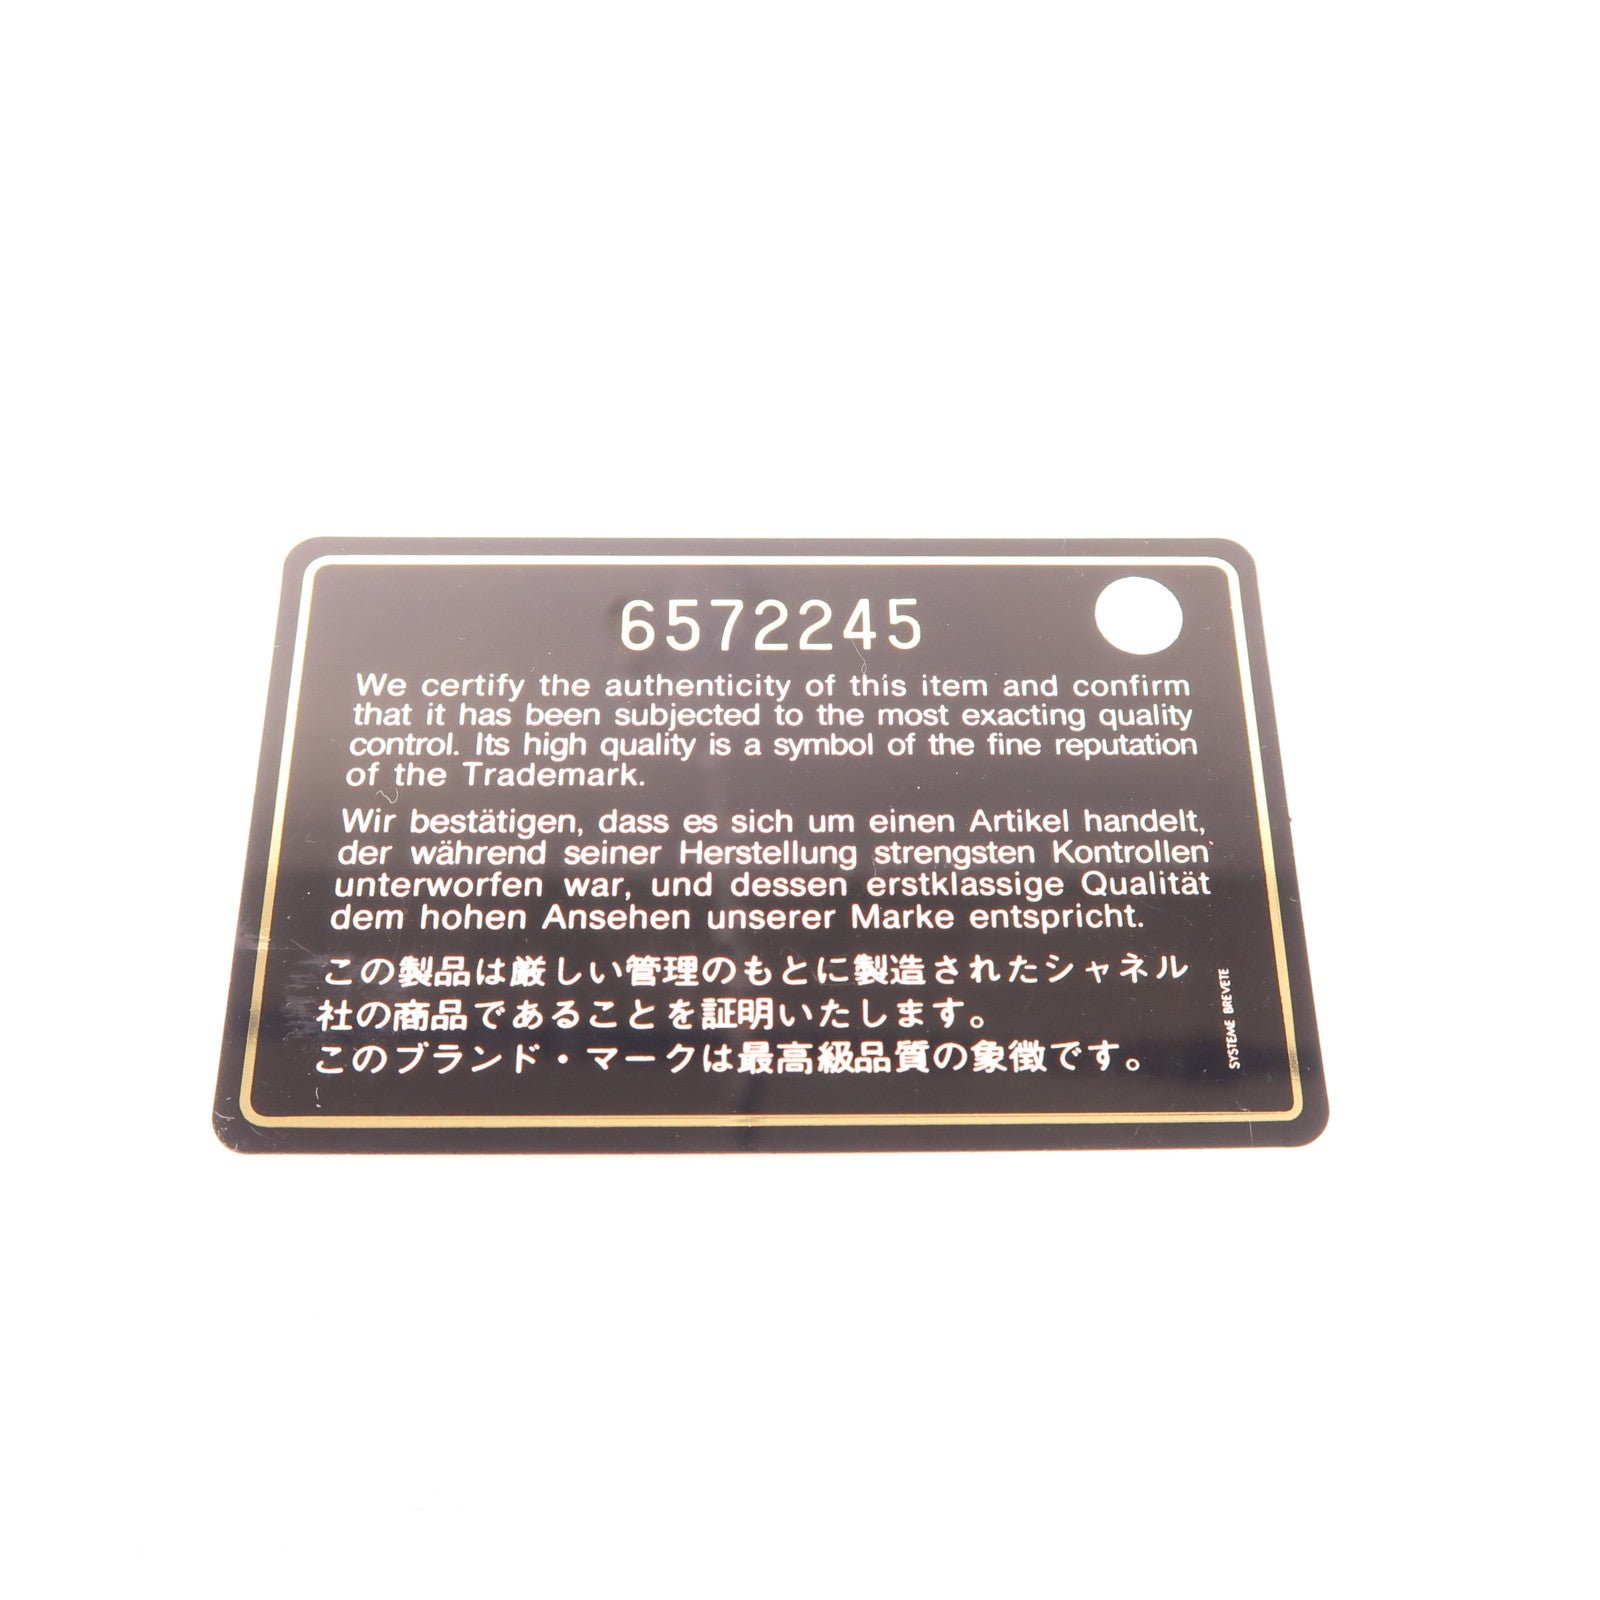 6572245
We certify the authenticity of this item and confirm
that it has been subjected to the most exacting quality
control. Its high quality is a symbol of the fine reputation
of the Trademark.
Wir bestätigen, dass es sich um einen Artikel handelt,
der während seiner Herstellung strengsten Kontrollen
unterworfen war, und dessen erstklassige Qualität
dem hohen Ansehen unserer Marke entspricht.
この製品は厳しい管理のもとに製造されたシャネル
社の商品であることを証明いたします。
このブランド・マークは最高級品質の象徴です。
SYSTEME BREVETE